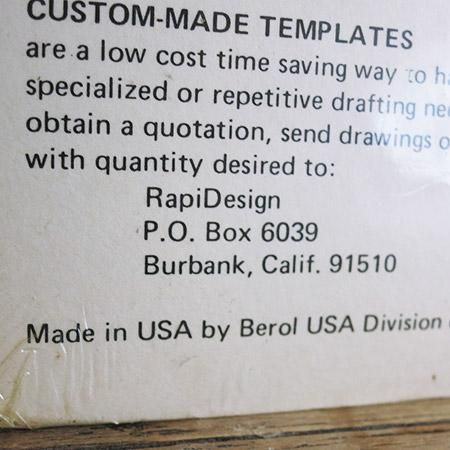 CUSTOM-MADE TEMPLATES
are a low cost time saving way to
specialized or repetitive drafting
obtain a quotation, send drawings
with quantity desired to:
RapiDesign
P.O. Box 6039
Burbank, Calif. 91510
Made in USA by Berol USA Division